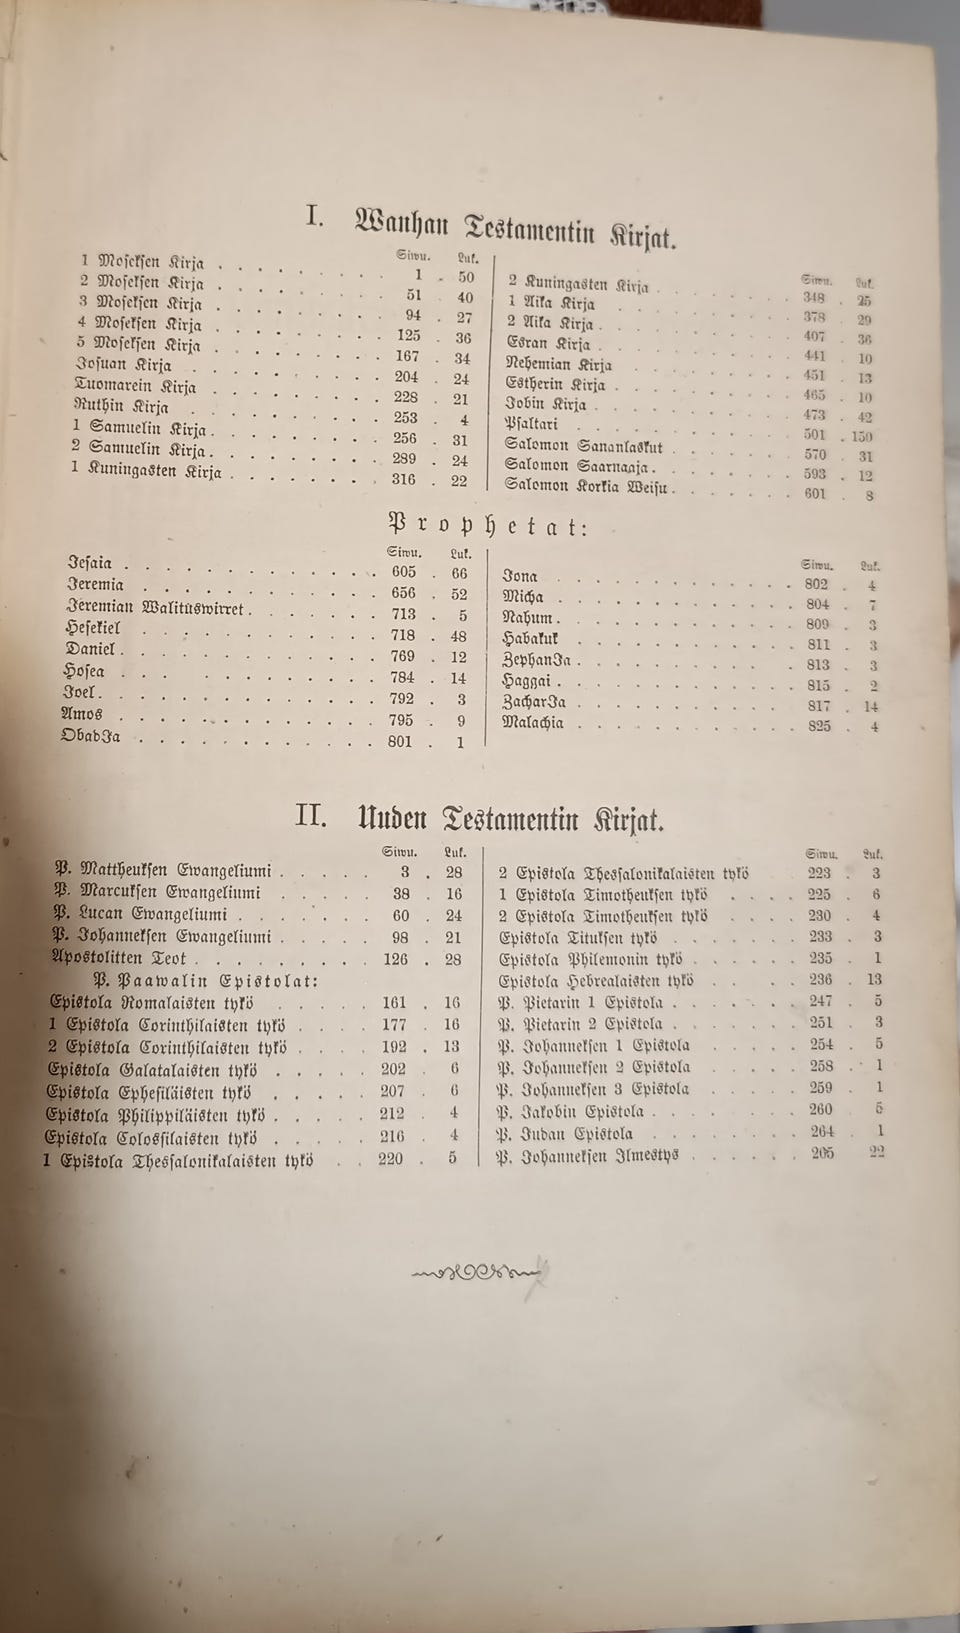 I. Wanhan Testamentin Kirjat.
Siwu. Luk.
1 Moseksen Kirja . . . . . . . . 1 . 50
2 Moseksen Kirja . . . . . . . . 51 . 40
3 Moseksen Kirja . . . . . . . . 94 . 27
4 Moseksen Kirja . . . . . . . . 125 . 36
5 Moseksen Kirja . . . . . . . . 167 . 34
Josuan Kirja . . . . . . . . 204 . 24
Tuomarein Kirja . . . . . . . . 228 . 21
Ruthin Kirja . . . . . . . . 253 . 4
1 Samuelin Kirja . . . . . . . . 256 . 31
2 Samuelin Kirja . . . . . . . . 289 . 24
1 Kuningasten Kirja . . . . . . . 316 . 22
Siwu. Luk.
2 Kuningasten Kirja . . . . . . . 348 . 25
1 Aika Kirja . . . . . . . . 378 . 29
2 Aika Kirja . . . . . . . . 407 . 36
Esran Kirja . . . . . . . . 441 . 10
Nehemian Kirja . . . . . . . . 451 . 13
Estherin Kirja . . . . . . . . 465 . 10
Jobin Kirja . . . . . . . . 473 . 42
Psaltari . . . . . . . . 501 . 150
Salomon Sananlaskut . . . . . . 570 . 31
Salomon Saarnaaja . . . . . . . 593 . 12
Salomon Korkia Weisu . . . . . . 601 . 8
Prophetat:
Siwu. Luk.
Jesaia . . . . . . . . . . . . 605 . 66
Jeremia . . . . . . . . . . . . 656 . 52
Jeremian Walituswirret . . . . . . 713 . 5
Hesekiel . . . . . . . . . . . 718 . 48
Daniel . . . . . . . . . . . . 769 . 12
Hosea . . . . . . . . . . . . 784 . 14
Joel . . . . . . . . . . . . 792 . 3
Amos . . . . . . . . . . . . 795 . 9
ObadJa . . . . . . . . . . . . 801 . 1
Siwu. Luk.
Jona . . . . . . . . . . . 802 . 4
Micha . . . . . . . . . . . 804 . 7
Nahum . . . . . . . . . . . 809 . 3
Habakuk . . . . . . . . . . 811 . 3
ZephanJa . . . . . . . . . . 813 . 3
Haggai . . . . . . . . . . . 815 . 2
ZacharJa . . . . . . . . . . 817 . 14
Malachia . . . . . . . . . . 825 . 4
II. Uuden Testamentin Kirjat.
Siwu. Luk.
P. Mattheuksen Ewangeliumi . . . . . 3 . 28
P. Marcuksen Ewangeliumi . . . . . 38 . 16
P. Lucan Ewangeliumi . . . . . . 60 . 24
P. Johanneksen Ewangeliumi . . . . . 98 . 21
Apostolitten Teot . . . . . . . . 126 . 28
P. Paawalin Epistolat:
Epistola Romalaisten tykö . . . . . 161 . 16
1 Epistola Corinthilaisten tykö . . . . 177 . 16
2 Epistola Corinthilaisten tykö . . . . 192 . 13
Epistola Galatalaisten tykö . . . . . 202 . 6
Epistola Ephesiläisten tykö . . . . . 207 . 6
Epistola Philippiläisten tykö . . . . . 212 . 4
Epistola Colossilaisten tykö . . . . . 216 . 4
1 Epistola Thessalonikalaisten tykö . . 220 . 5
Siwu. Luk.
2 Epistola Thessalonikalaisten tykö 223 . 3
1 Epistola Timotheuksen tykö . . . . 225 . 6
2 Epistola Timotheuksen tykö . . . . 230 . 4
Epistola Tituksen tykö . . . . . . . 233 . 3
Epistola Philemonin tykö . . . . . . 235 . 1
Epistola Hebrealaisten tykö . . . . . 236 . 13
P. Pietarin 1 Epistola . . . . . . . 247 . 5
P. Pietarin 2 Epistola . . . . . . . 251 . 3
P. Johanneksen 1 Epistola . . . . . 254 . 5
P. Johanneksen 2 Epistola . . . . . 258 . 1
P. Johanneksen 3 Epistola . . . . . 259 . 1
P. Jakobin Epistola . . . . . . . . 260 . 5
P. Judan Epistola . . . . . . . . 264 . 1
P. Johanneksen Ilmestys . . . . . . 265 22